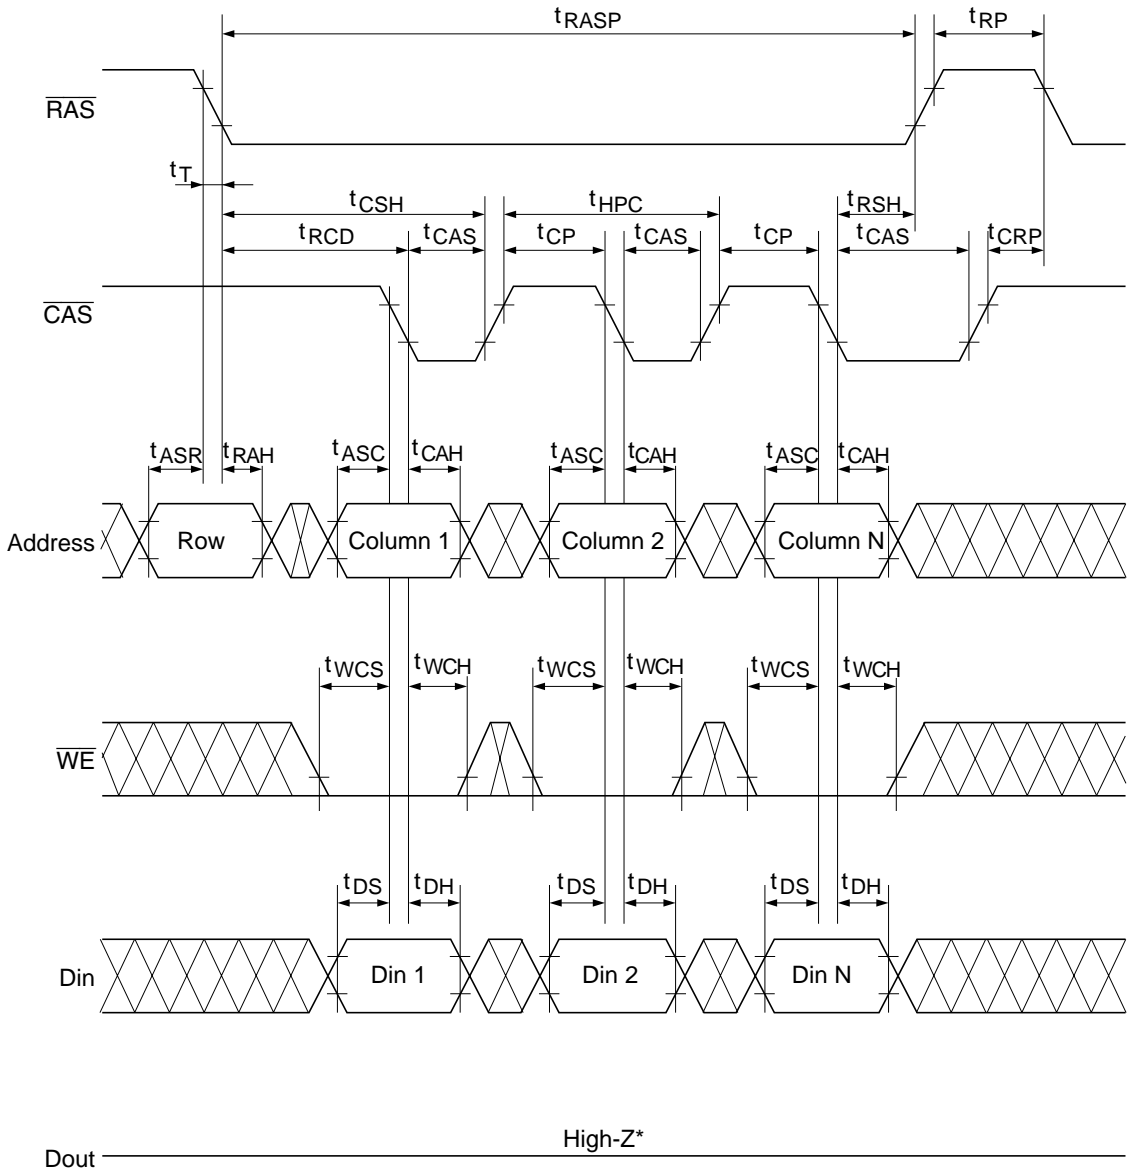 tRASP tRP
RAS
tT
tCSH tHPC tRSH
tRCD tCAS tCP tCAS tCP tCAS tCRP
CAS
tASR tRAH tASC tCAH tASC tCAH tASC tCAH
Address Row Column 1 Column 2 Column N
tWCS tWCH tWCS tWCH tWCS tWCH
WE
tDS tDH tDS tDH tDS tDH
Din Din 1 Din 2 Din N
High-Z*
Dout